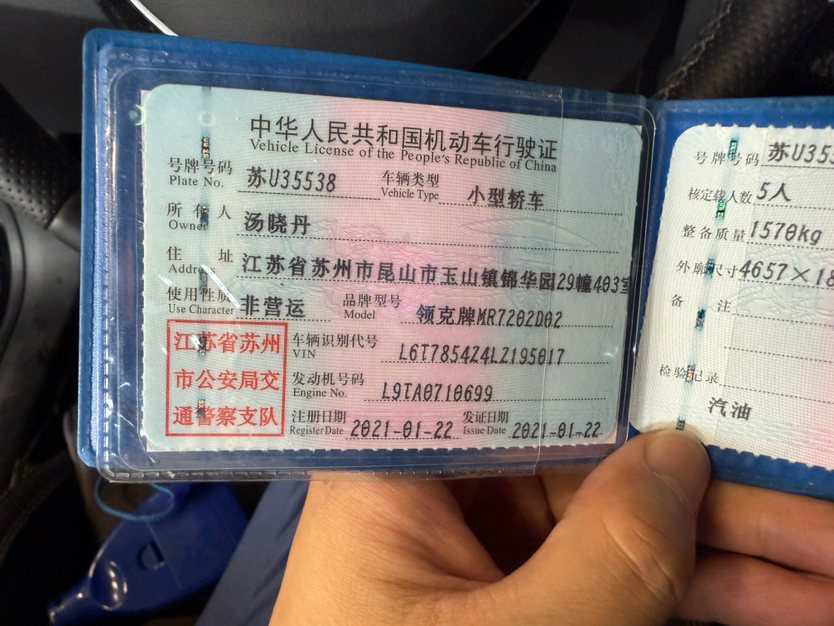 中华人民共和国机动车行驶证
Vehicle License of the People's Republic of China
号牌号码 苏U35538 车辆类型 小型轿车
Plate No. Vehicle Type
所有人 汤晓丹
Owner
住址 江苏省苏州市昆山市玉山镇锦华园29幢403室
Address
使用性质 非营运 品牌型号 领克牌MR7202D02
Use Character Model
江苏省苏州
市公安局交
通警察支队
车辆识别代号 L6T7854Z4LZ195017
VIN
发动机号码 L9TA0710699
Engine No.
注册日期 2021-01-22 发证日期 2021-01-22
Register Date Issue Date
号牌号码 苏U35
核定载人数 5人
整备质量 1570kg
外廓尺寸 4657×18
备注
检验记录
汽油